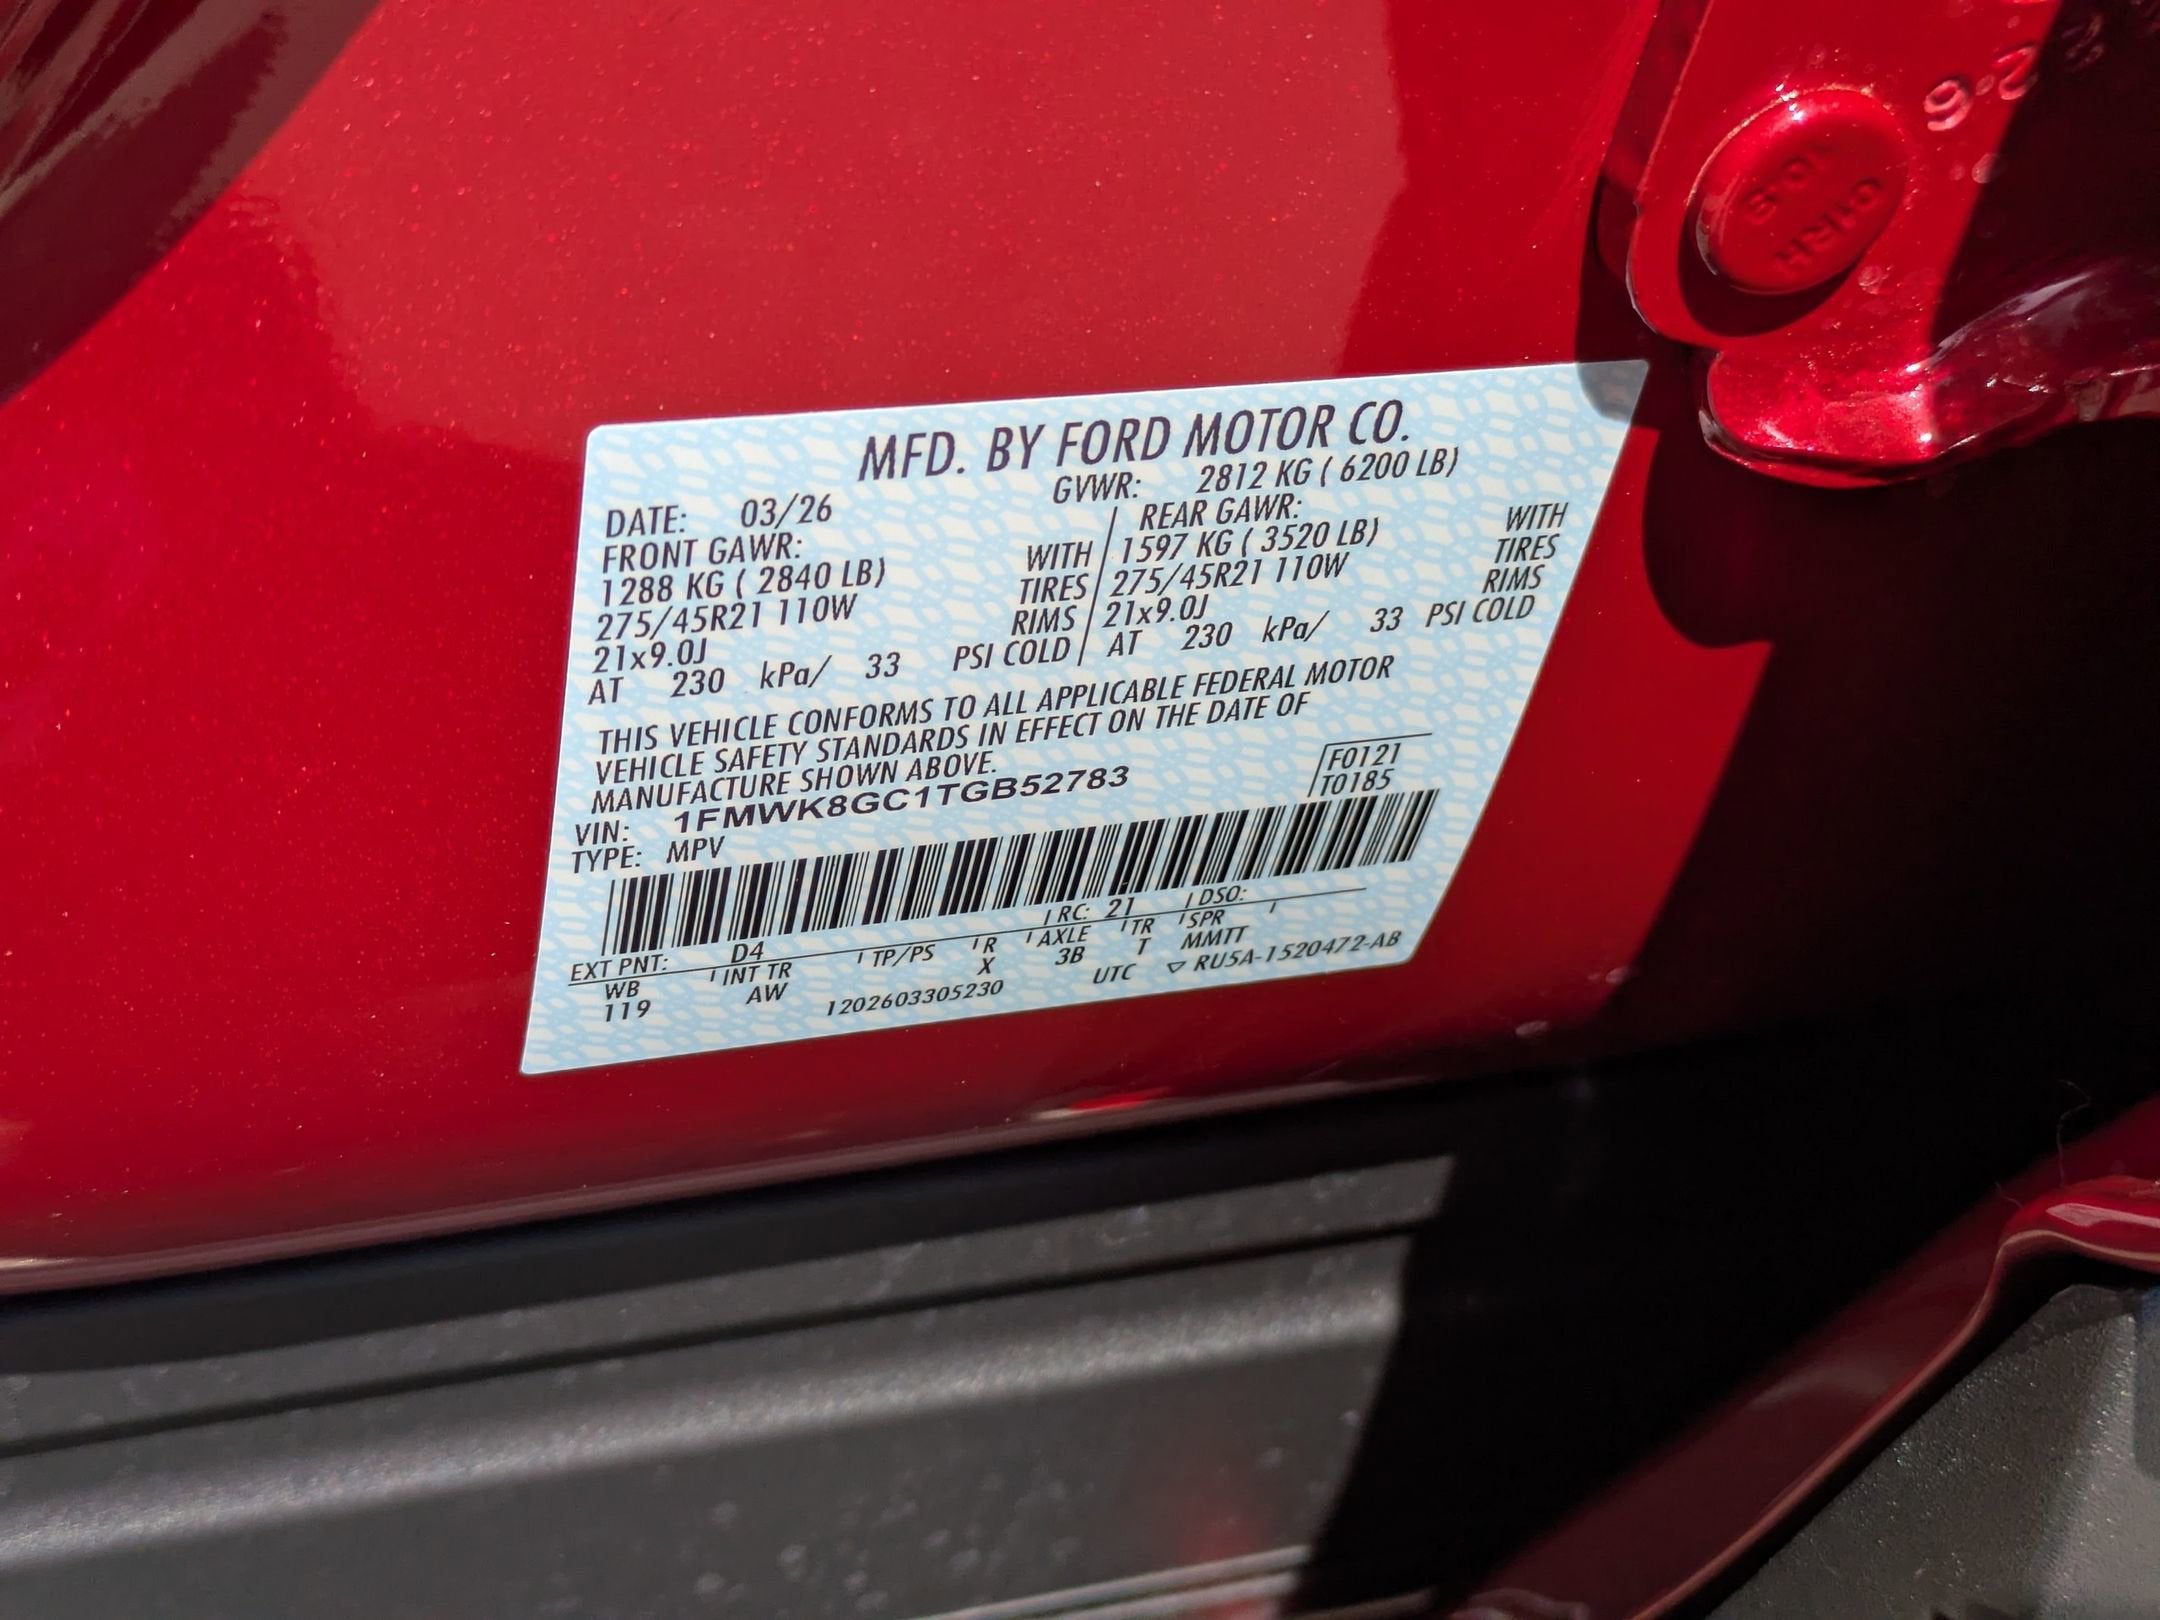 MFD. BY FORD MOTOR CO.
DATE: 03/26 GVWR: 2812 KG ( 6200 LB)
FRONT GAWR: WITH REAR GAWR: WITH
1288 KG ( 2840 LB) TIRES 1597 KG ( 3520 LB) TIRES
275/45R21 110W RIMS 275/45R21 110W RIMS
21x9.0J 21x9.0J
AT 230 kPa/ 33 PSI COLD AT 230 kPa/ 33 PSI COLD
THIS VEHICLE CONFORMS TO ALL APPLICABLE FEDERAL MOTOR
VEHICLE SAFETY STANDARDS IN EFFECT ON THE DATE OF
MANUFACTURE SHOWN ABOVE.
F0121
T0185
VIN: 1FMWK8GC1TGB52783
TYPE: MPV
EXT PNT: D4 RC: 21 DSO:
WB INT TR TP/PS R AXLE TR SPR
119 AW X 3B T MMTT
1202603305230 UTC RU5A-1520472-AB